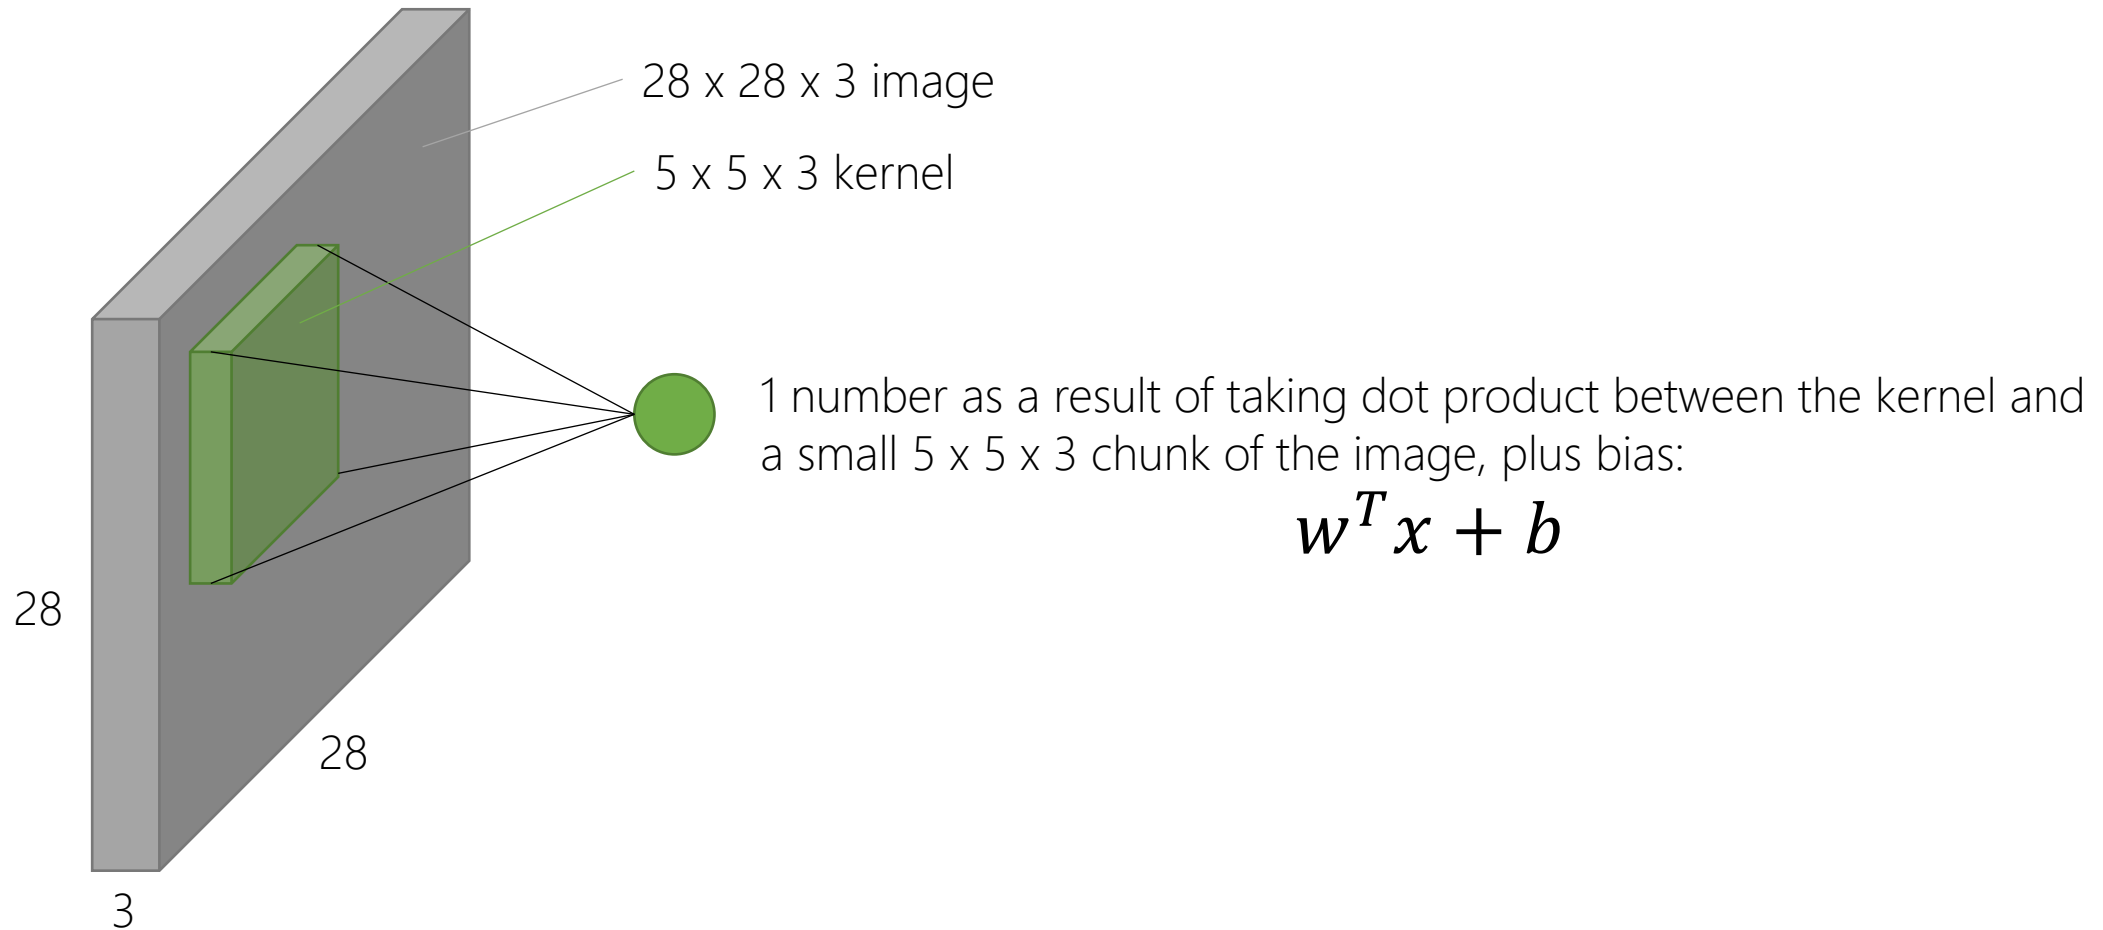 28 x 28 x 3 image
5 x 5 x 3 kernel
1 number as a result of taking dot product between the kernel and
a small 5 x 5 x 3 chunk of the image, plus bias:
w^T x + b
28
28
3